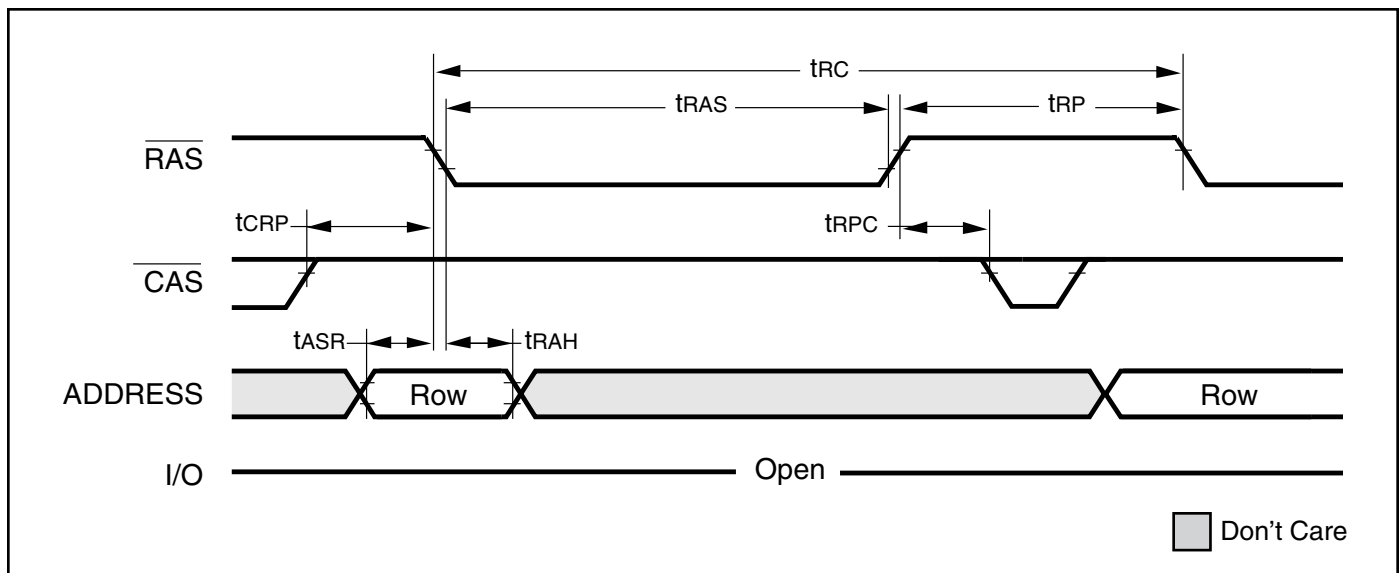 tRC
tRAS
tRP
RAS
tCRP
tRPC
CAS
tASR
tRAH
ADDRESS
Row
Row
I/O
Open
Don't Care